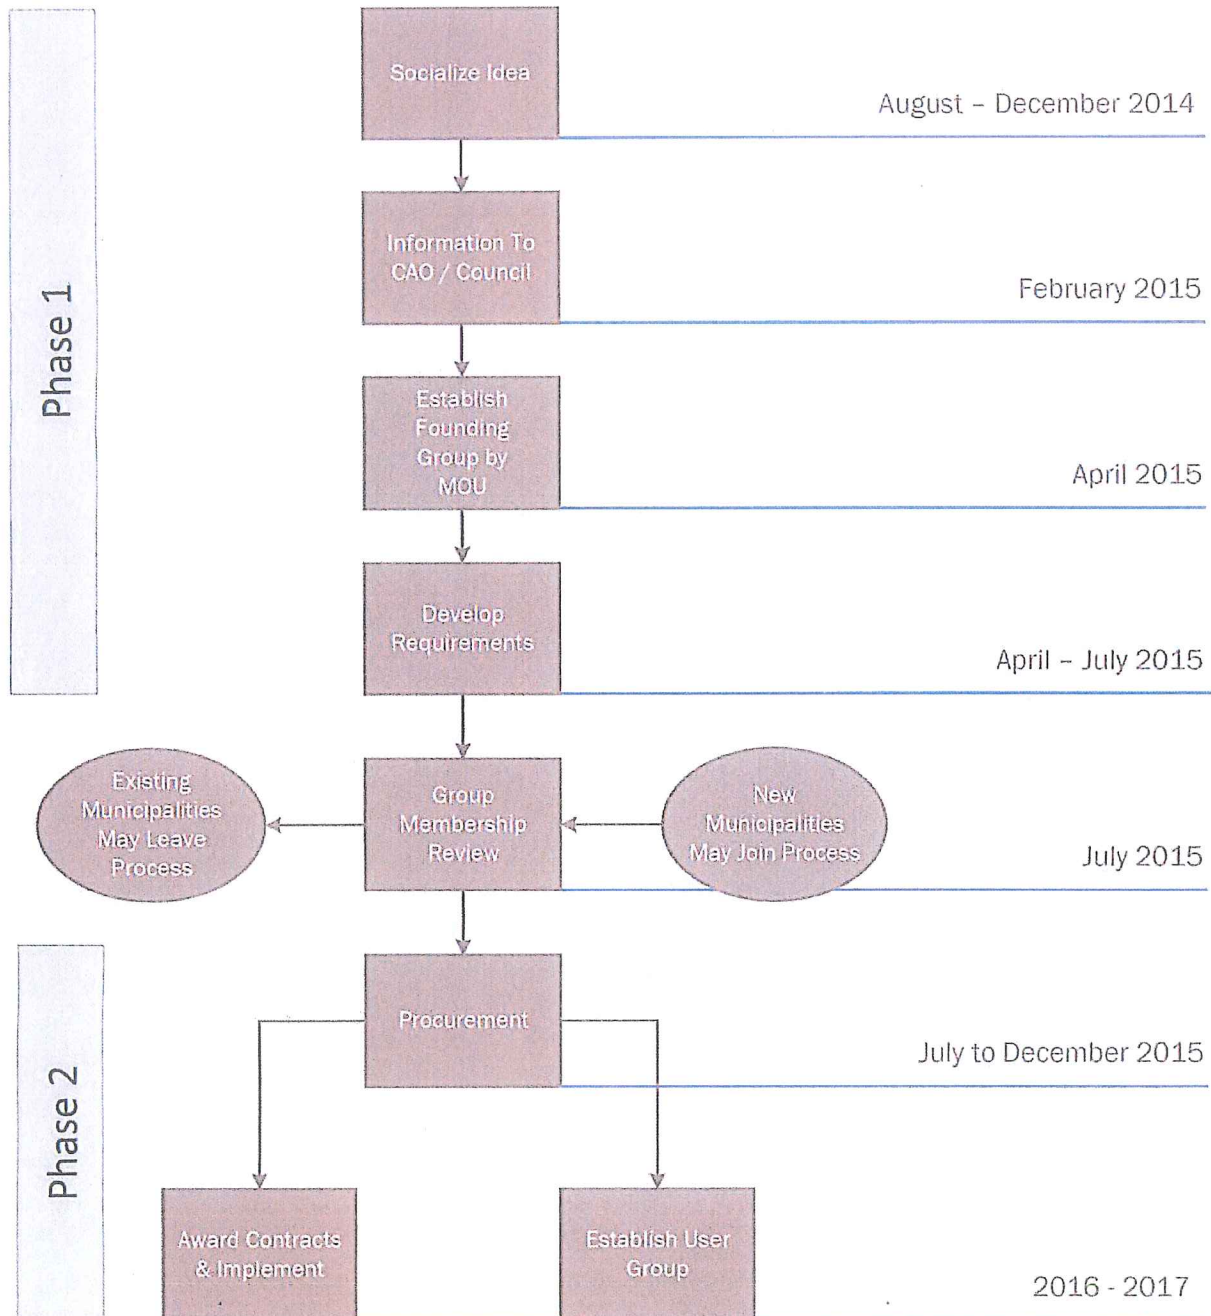 Phase 1
Socialize Idea
August – December 2014
Information To
CAO / Council
February 2015
Establish
Founding
Group by
MOU
April 2015
Develop
Requirements
April – July 2015
Existing
Municipalities
May Leave
Process
Group
Membership
Review
New
Municipalities
May Join Process
July 2015
Phase 2
Procurement
July to December 2015
Award Contracts
& Implement
Establish User
Group
2016 - 2017